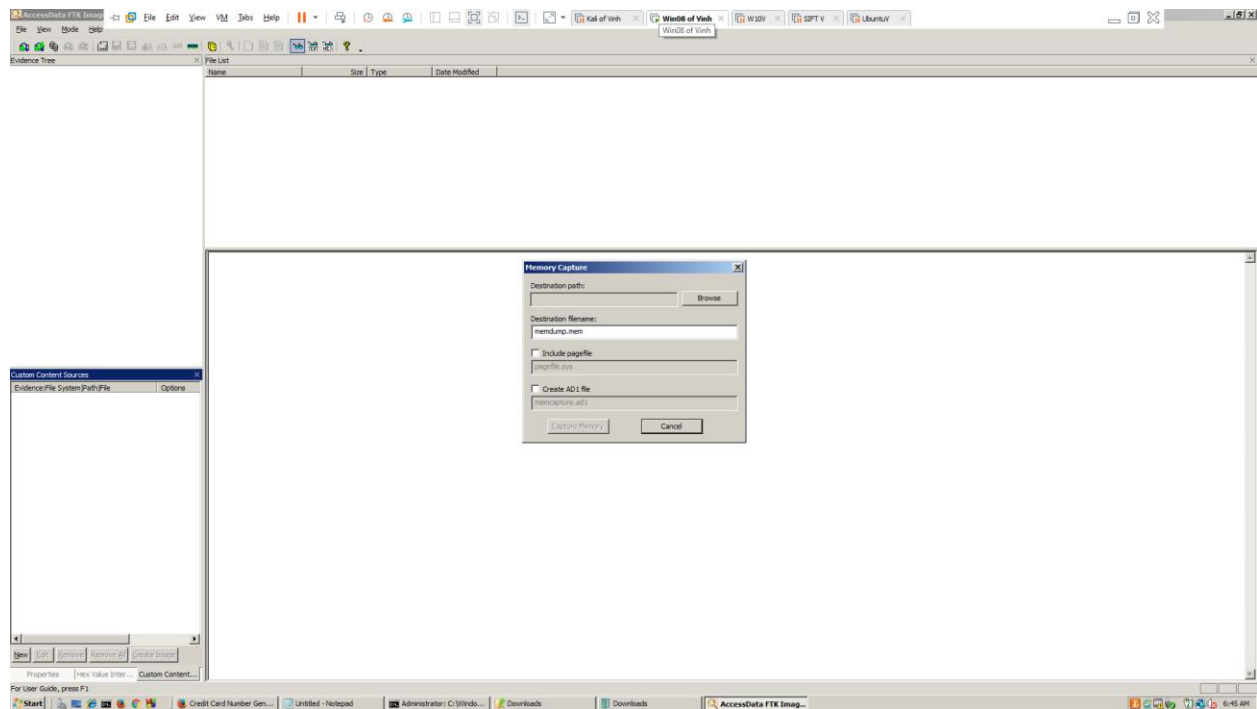 AccessData FTK Imag
File Edit View VM Tabs Help
Kali of Vinh
Win08 of Vinh
W10V
SIFT V
UbuntuV
Win08 of Vinh
File View Mode Help
Evidence Tree
File List
Name Size Type Date Modified
Memory Capture
Destination path:
Browse
Destination filename:
memdump.mem
Include pagefile
pagefile.sys
Create AD1 file
memcapture.ad1
Capture Memory Cancel
Custom Content Sources
Evidence:File System|Path|File Options
New Edit Remove Remove All Create Image
Properties Hex Value Inter... Custom Content...
For User Guide, press F1
Start
Credit Card Number Gen...
Untitled - Notepad
Administrator: C:\Windo...
Downloads
Downloads
AccessData FTK Imag...
6:45 AM